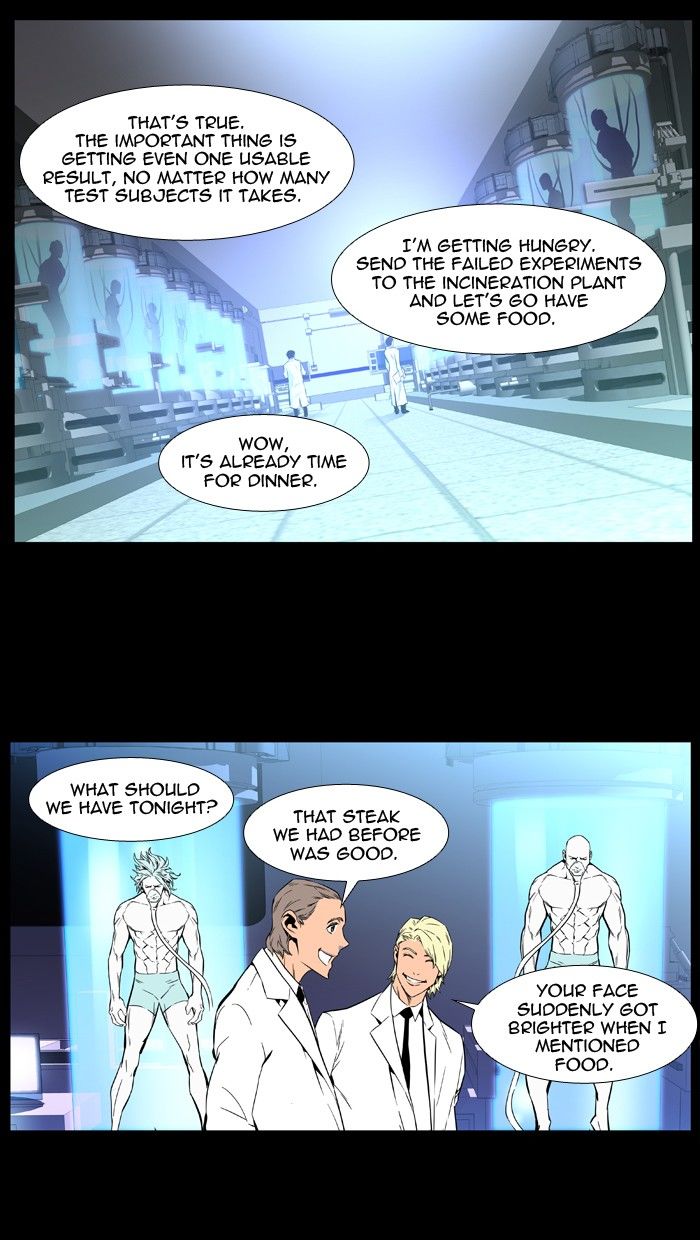 THAT'S TRUE.
THE IMPORTANT THING IS
GETTING EVEN ONE USABLE
RESULT, NO MATTER HOW MANY
TEST SUBJECTS IT TAKES.
I'M GETTING HUNGRY.
SEND THE FAILED EXPERIMENTS
TO THE INCINERATION PLANT
AND LET'S GO HAVE
SOME FOOD.
WOW,
IT'S ALREADY TIME
FOR DINNER.
WHAT SHOULD
WE HAVE TONIGHT?
THAT STEAK
WE HAD BEFORE
WAS GOOD.
YOUR FACE
SUDDENLY GOT
BRIGHTER WHEN I
MENTIONED
FOOD.